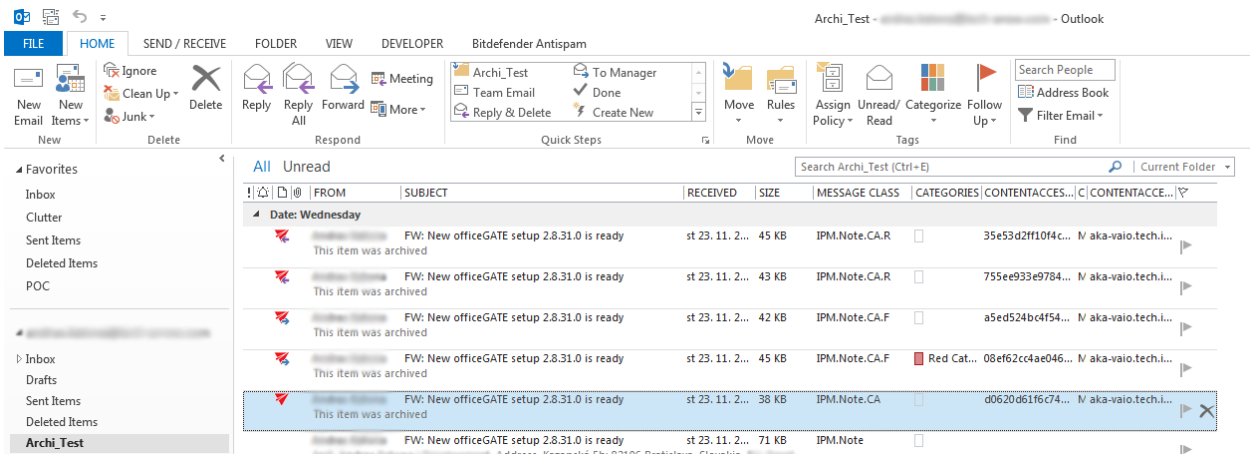 Archi_Test - - Outlook
FILE HOME SEND / RECEIVE FOLDER VIEW DEVELOPER Bitdefender Antispam
New Email
New Items
New
Ignore
Clean Up
Junk
Delete
Delete
Reply
Reply All
Forward
Meeting
More
Respond
Archi_Test
Team Email
Reply & Delete
To Manager
Done
Create New
Quick Steps
Move
Rules
Move
Assign Policy
Unread/ Read
Categorize
Follow Up
Tags
Search People
Address Book
Filter Email
Find
Favorites
Inbox
Clutter
Sent Items
Deleted Items
POC
Inbox
Drafts
Sent Items
Deleted Items
Archi_Test
All Unread
Search Archi_Test (Ctrl+E) Current Folder
FROM SUBJECT RECEIVED SIZE MESSAGE CLASS CATEGORIES CONTENTACCES... C CONTENTACCE...
Date: Wednesday
FW: New officeGATE setup 2.8.31.0 is ready st 23. 11. 2... 45 KB IPM.Note.CA.R 35e53d2ff10f4c... M aka-vaio.tech.i...
This item was archived
FW: New officeGATE setup 2.8.31.0 is ready st 23. 11. 2... 43 KB IPM.Note.CA.R 755ee933e9784... M aka-vaio.tech.i...
This item was archived
FW: New officeGATE setup 2.8.31.0 is ready st 23. 11. 2... 42 KB IPM.Note.CA.F a5ed524bc4f54... M aka-vaio.tech.i...
This item was archived
FW: New officeGATE setup 2.8.31.0 is ready st 23. 11. 2... 45 KB IPM.Note.CA.F Red Cat... 08ef62cc4ae046... M aka-vaio.tech.i...
This item was archived
FW: New officeGATE setup 2.8.31.0 is ready st 23. 11. 2... 38 KB IPM.Note.CA d0620d61f6c74... M aka-vaio.tech.i...
This item was archived
FW: New officeGATE setup 2.8.31.0 is ready st 23. 11. 2... 71 KB IPM.Note